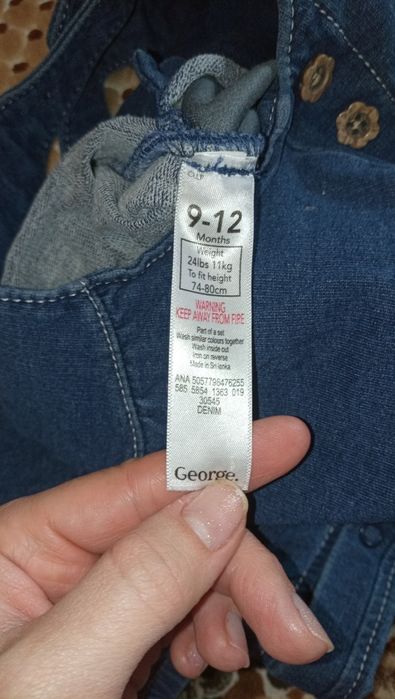 9-12
Months
Weight
24lbs 11kg
To fit height
74-80cm
WARNING
KEEP AWAY FROM FIRE
Part of a set
Wash similar colours together
Wash inside out
Iron on reverse
Made in Sri lanka
ANA 5057796476255
585 5854 1363 019
30545
DENIM
George.